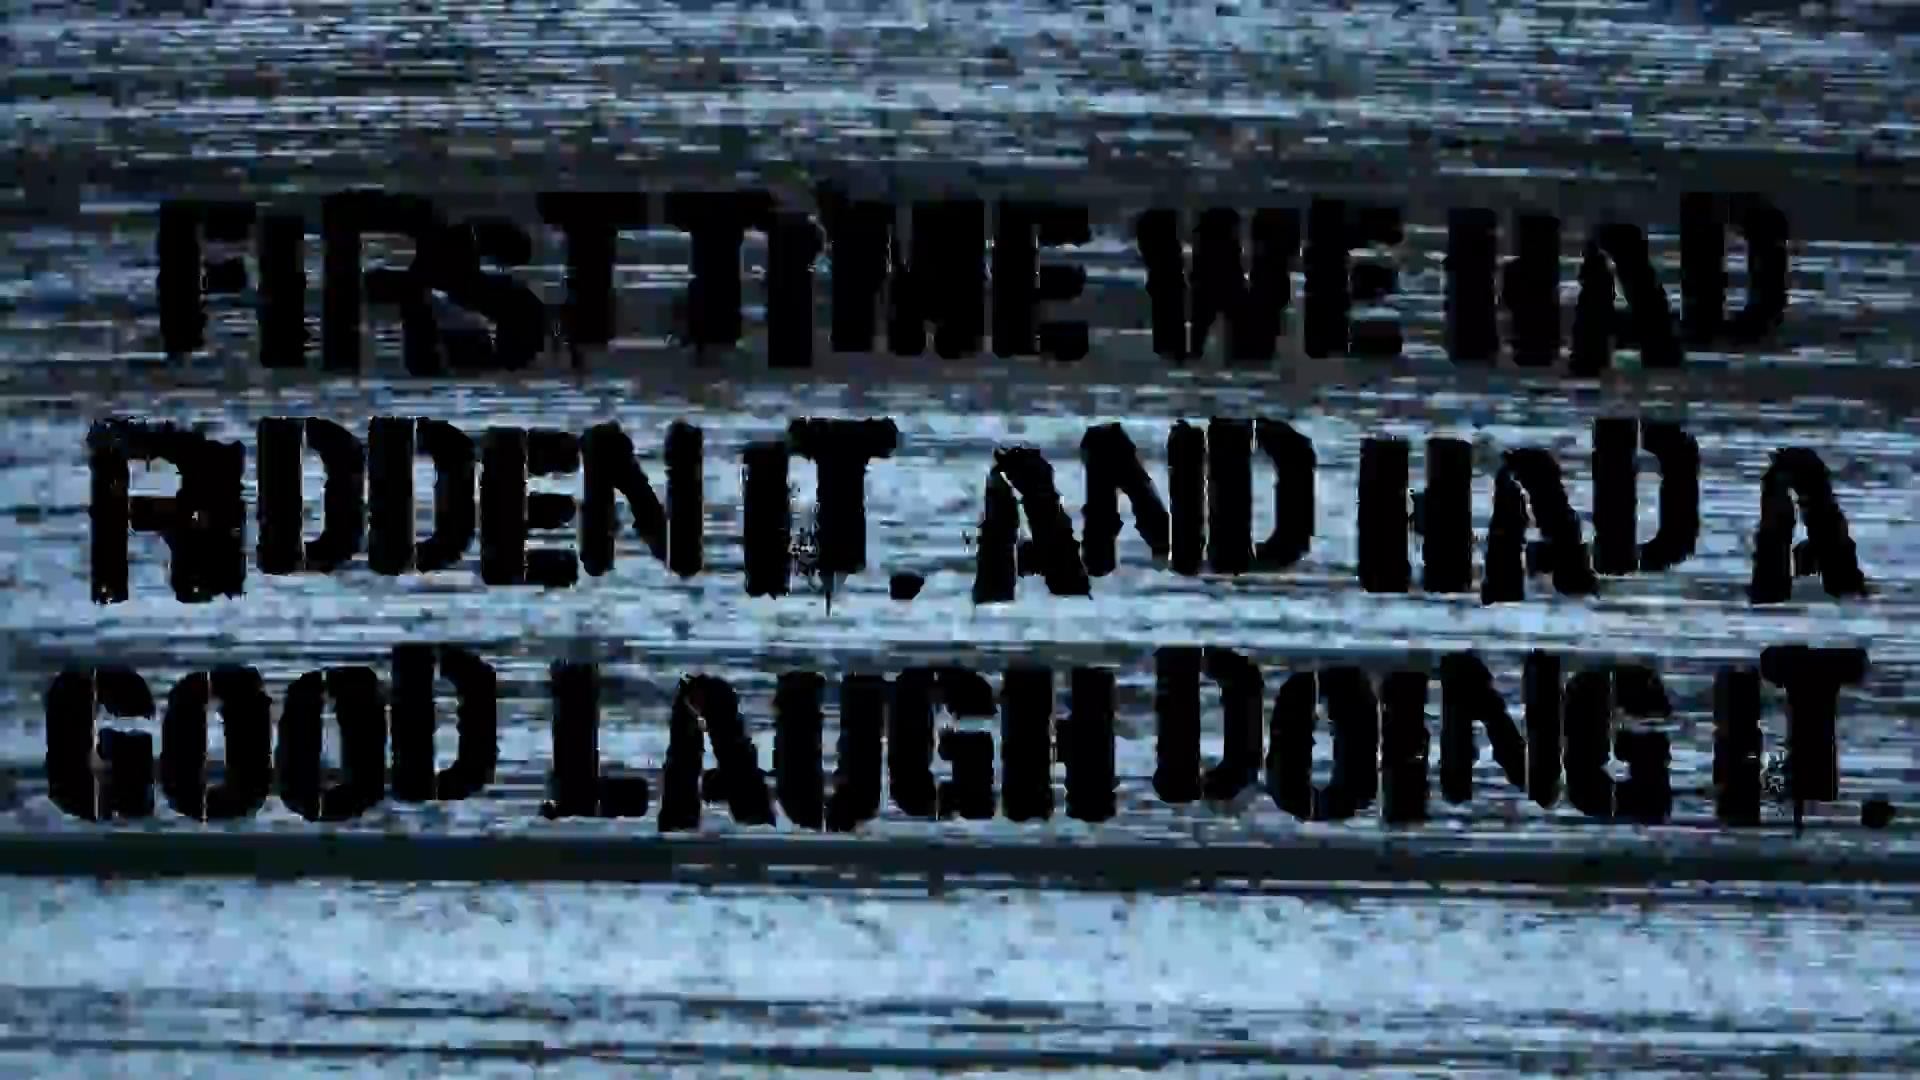 FIRST TIME WE HAD
RIDDEN IT. AND HAD A
GOOD LAUGH DOING IT.